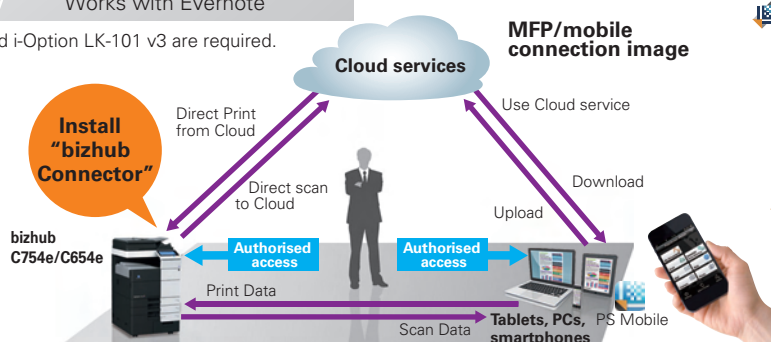 Works with Evernote
d i-Option LK-101 v3 are required.
MFP/mobile
connection image
Cloud services
Install
“bizhub
Connector”
Direct Print
from Cloud
Direct scan
to Cloud
Use Cloud service
Download
Upload
bizhub
C754e/C654e
Authorised
access
Authorised
access
Print Data
Scan Data
Tablets, PCs,
smartphones
PS Mobile